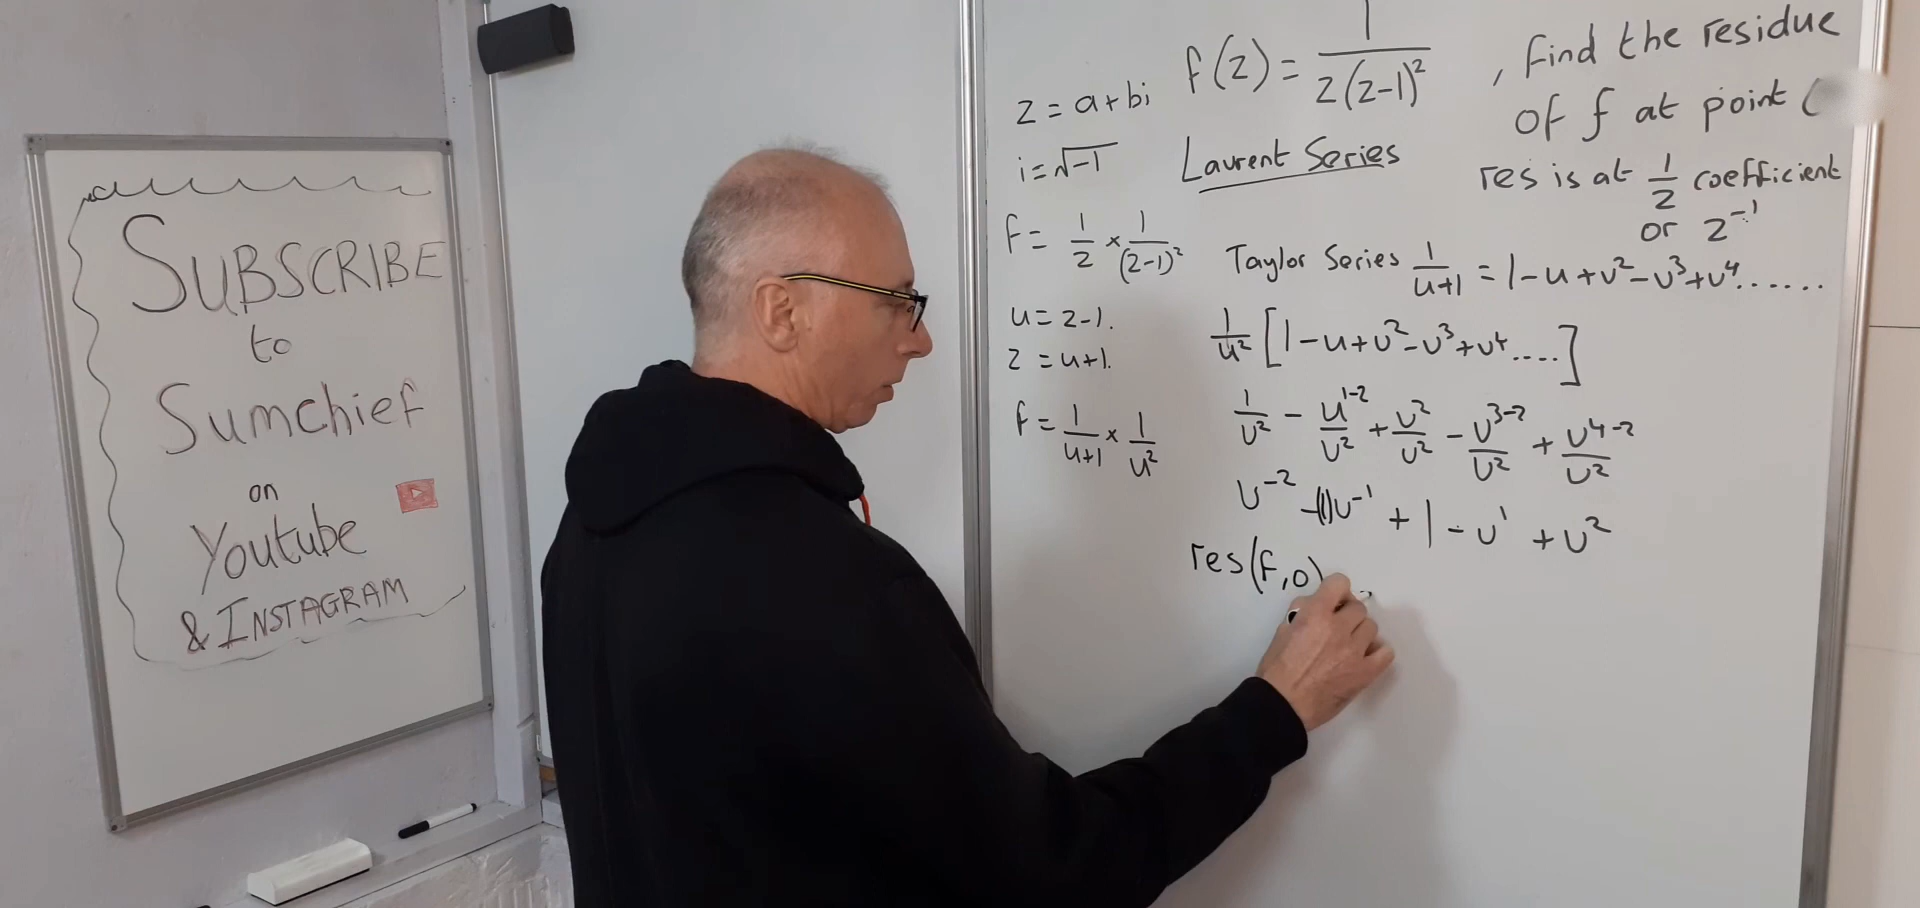 SUBSCRIBE
to
Sumchief
on
Youtube
& INSTAGRAM
z = a+bi
i = √-1
f = 1/z × 1/(z-1)²
u = z-1.
z = u+1.
f = 1/u+1 × 1/u²
f(z) = 1/z(z-1)² , find the residue
of f at point (
Laurent Series
res is at 1/z coefficient
or z⁻¹
Taylor Series 1/u+1 = 1-u+u²-u³+u⁴......
1/u² [1-u+u²-u³+u⁴....]
1/u² - u¹⁻²/u² + u²/u² - u³⁻²/u² + u⁴⁻²/u²
u⁻² -(1)u⁻¹ + 1 - u¹ + u²
res(f,0)